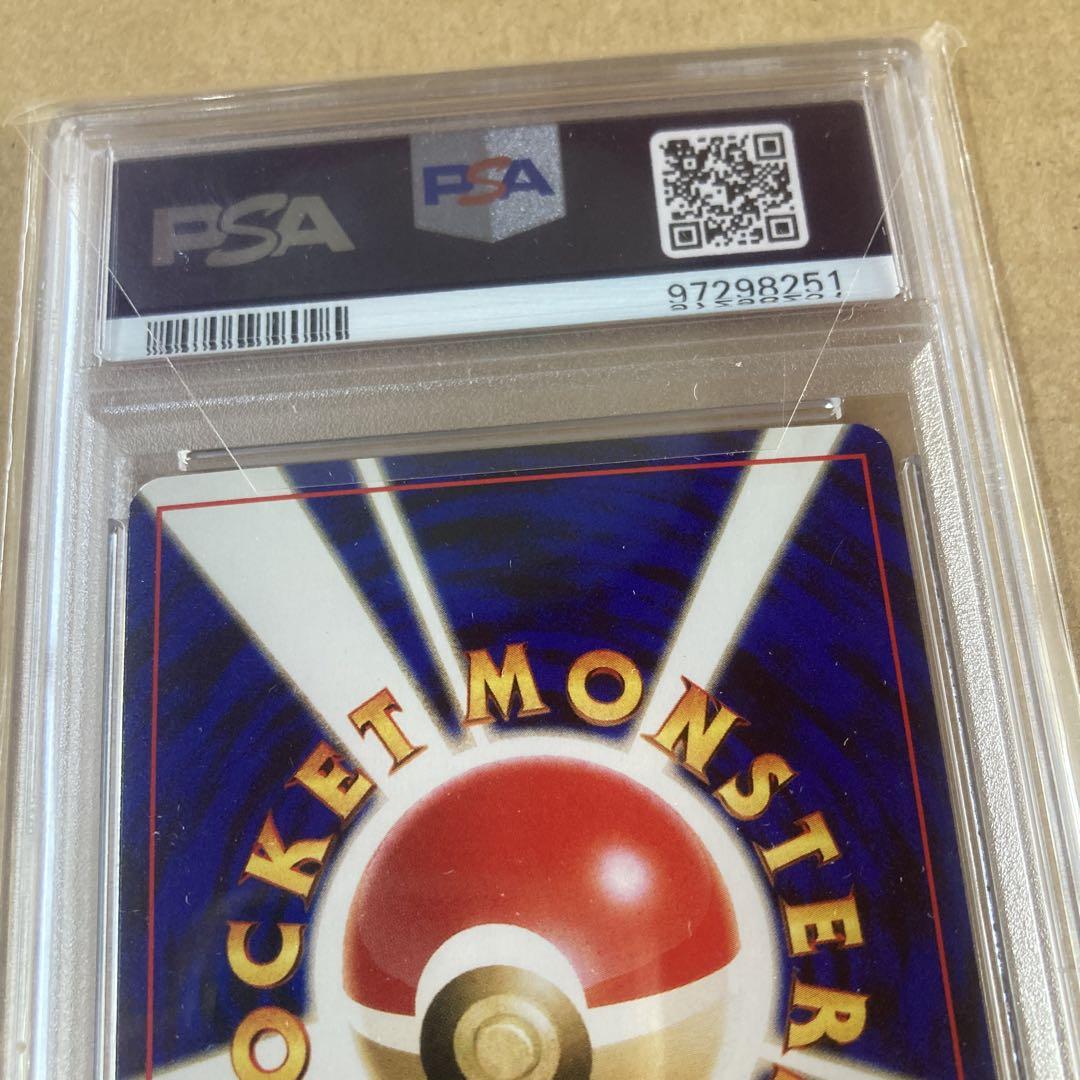 PSA
PSA
97298251
OCKET MONSTER